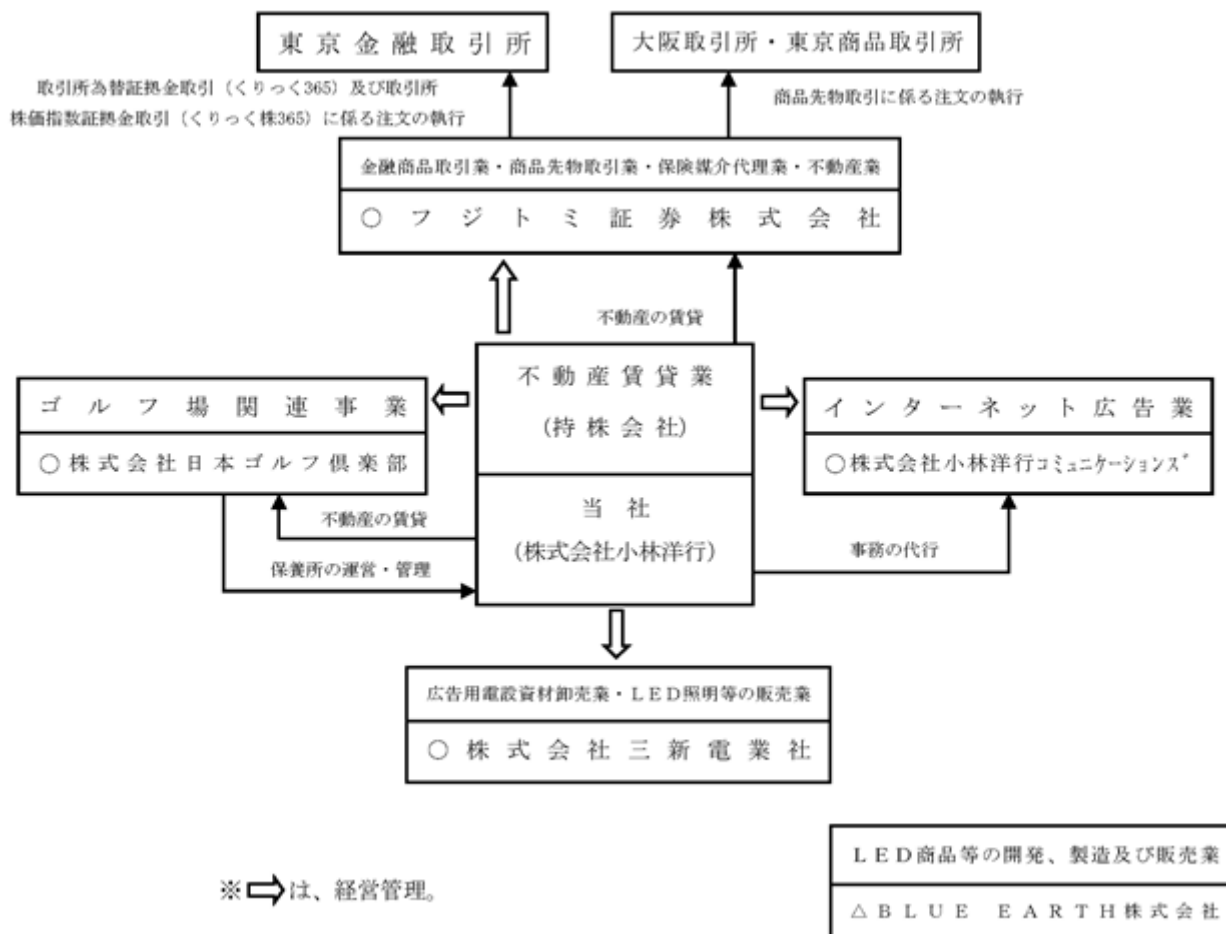 東京金融取引所
大阪取引所・東京商品取引所
取引所為替証拠金取引（くりっく365）及び取引所
株価指数証拠金取引（くりっく株365）に係る注文の執行
商品先物取引に係る注文の執行
金融商品取引業・商品先物取引業・保険媒介代理業・不動産業
○フジトミ証券株式会社
不動産の賃貸
不動産賃貸業
（持株会社）
ゴルフ場関連事業
○株式会社日本ゴルフ倶楽部
インターネット広告業
○株式会社小林洋行ｺﾐｭﾆｹｰｼｮﾝｽﾞ
当社
（株式会社小林洋行）
不動産の賃貸
保養所の運営・管理
事務の代行
広告用電設資材卸売業・ＬＥＤ照明等の販売業
○株式会社三新電業社
※⇨は、経営管理。
ＬＥＤ商品等の開発、製造及び販売業
△ＢＬＵＥ　ＥＡＲＴＨ株式会社